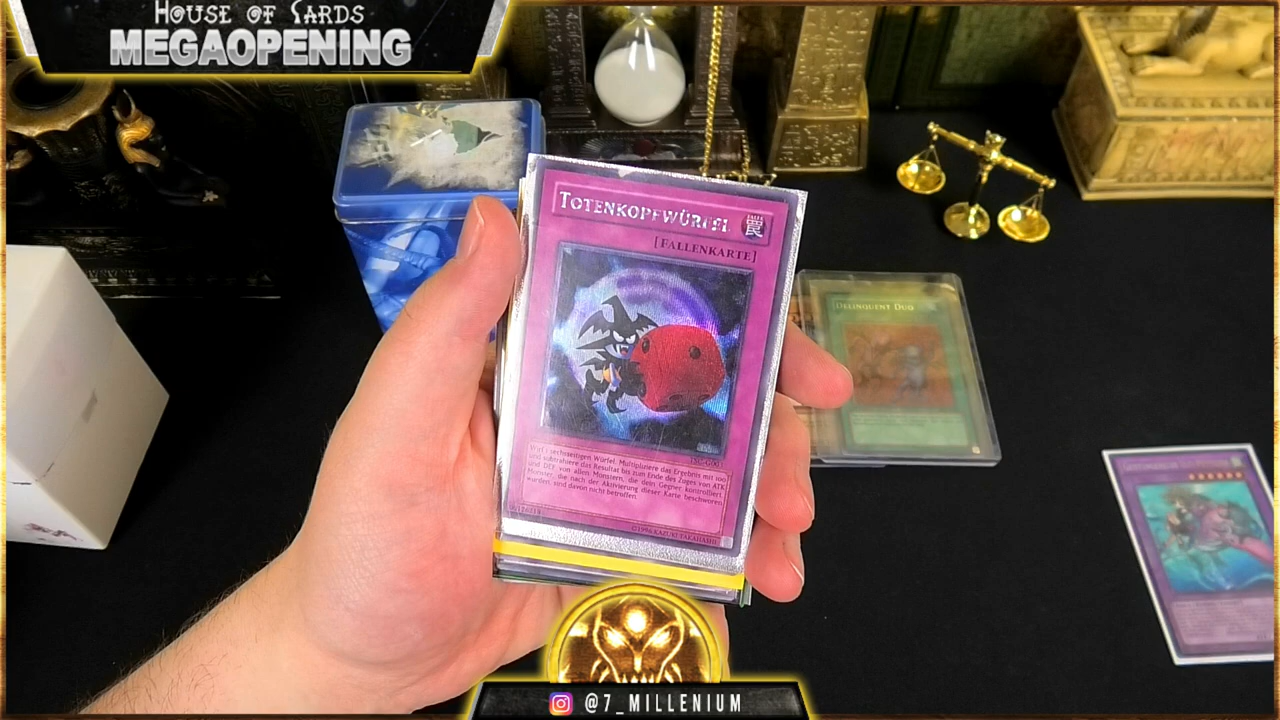 HOUSE OF CARDS
MEGAOPENING
TOTENKOPFWÜRFEL
[FALLENKARTE]
Wirf 1 sechsseitigen Würfel. Multipliziere das Ergebnis mit 100
und subtrahiere das Resultat bis zum Ende des Zuges von ATK
und DEF von allen Monstern, die dein Gegner kontrolliert.
Monster, die nach der Aktivierung dieser Karte beschworen
wurden, sind davon nicht betroffen.
©1996 KAZUKI TAKAHASHI
DELINQUENT DUO
@7_MILLENIUM